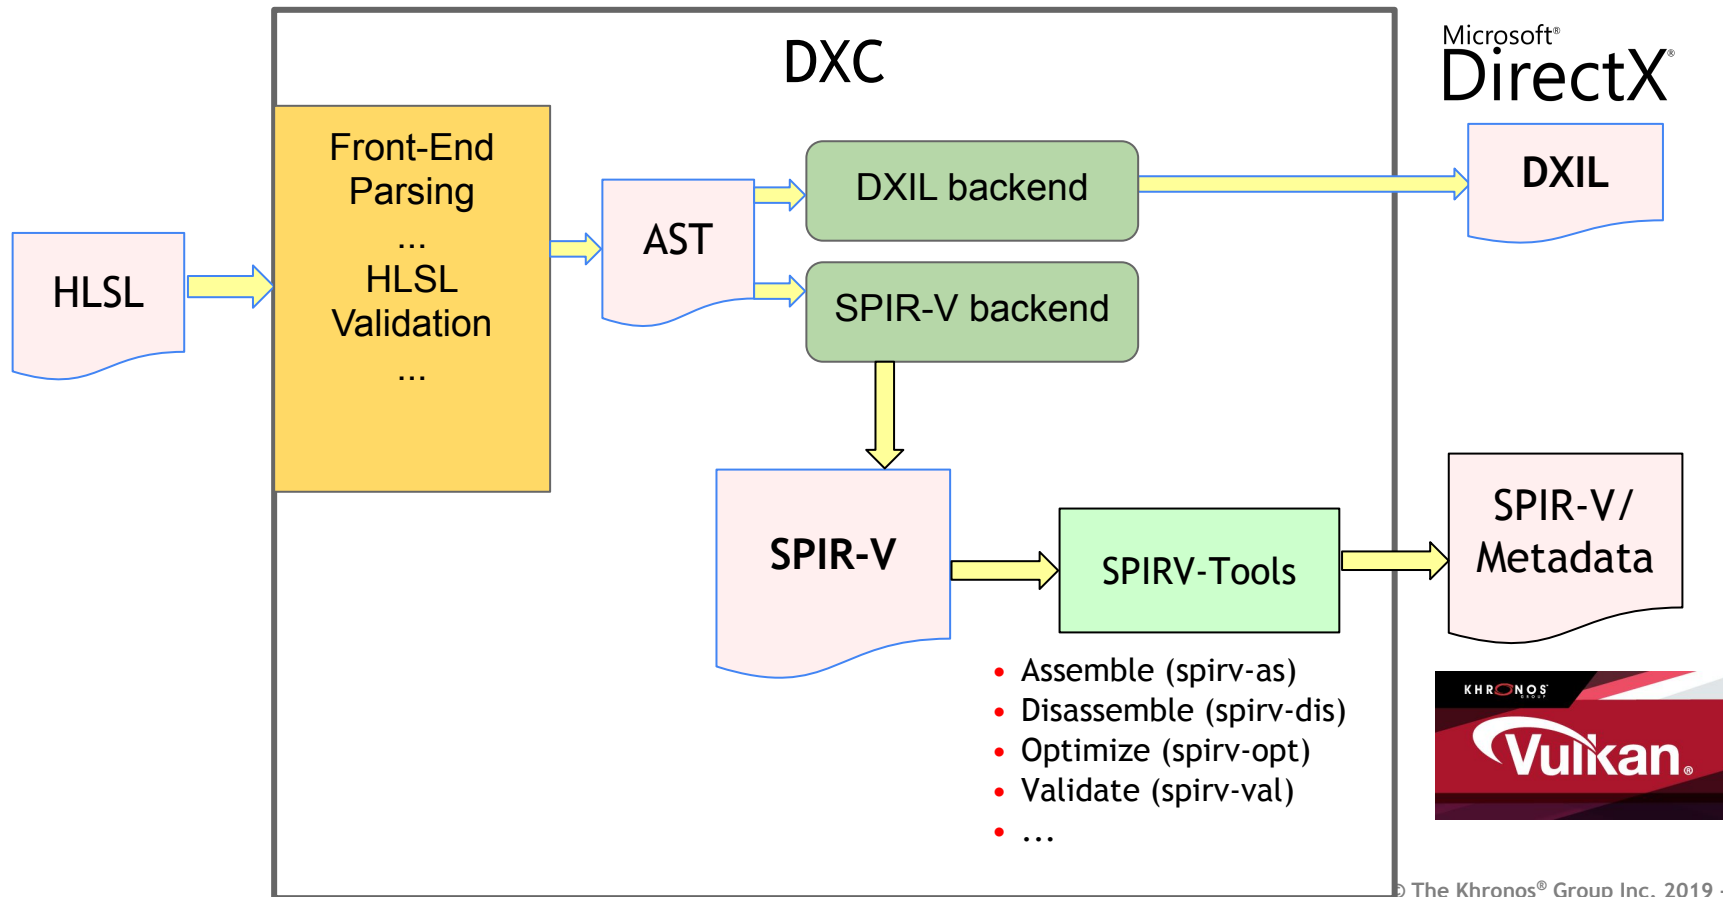 DXC
Microsoft®
DirectX®
Front-End
Parsing
...
HLSL
Validation
...
HLSL
AST
DXIL backend
SPIR-V backend
DXIL
SPIR-V
SPIRV-Tools
SPIR-V/
Metadata
• Assemble (spirv-as)
• Disassemble (spirv-dis)
• Optimize (spirv-opt)
• Validate (spirv-val)
• ...
KHRONOS
GROUP
Vulkan®
© The Khronos® Group Inc. 2019 -